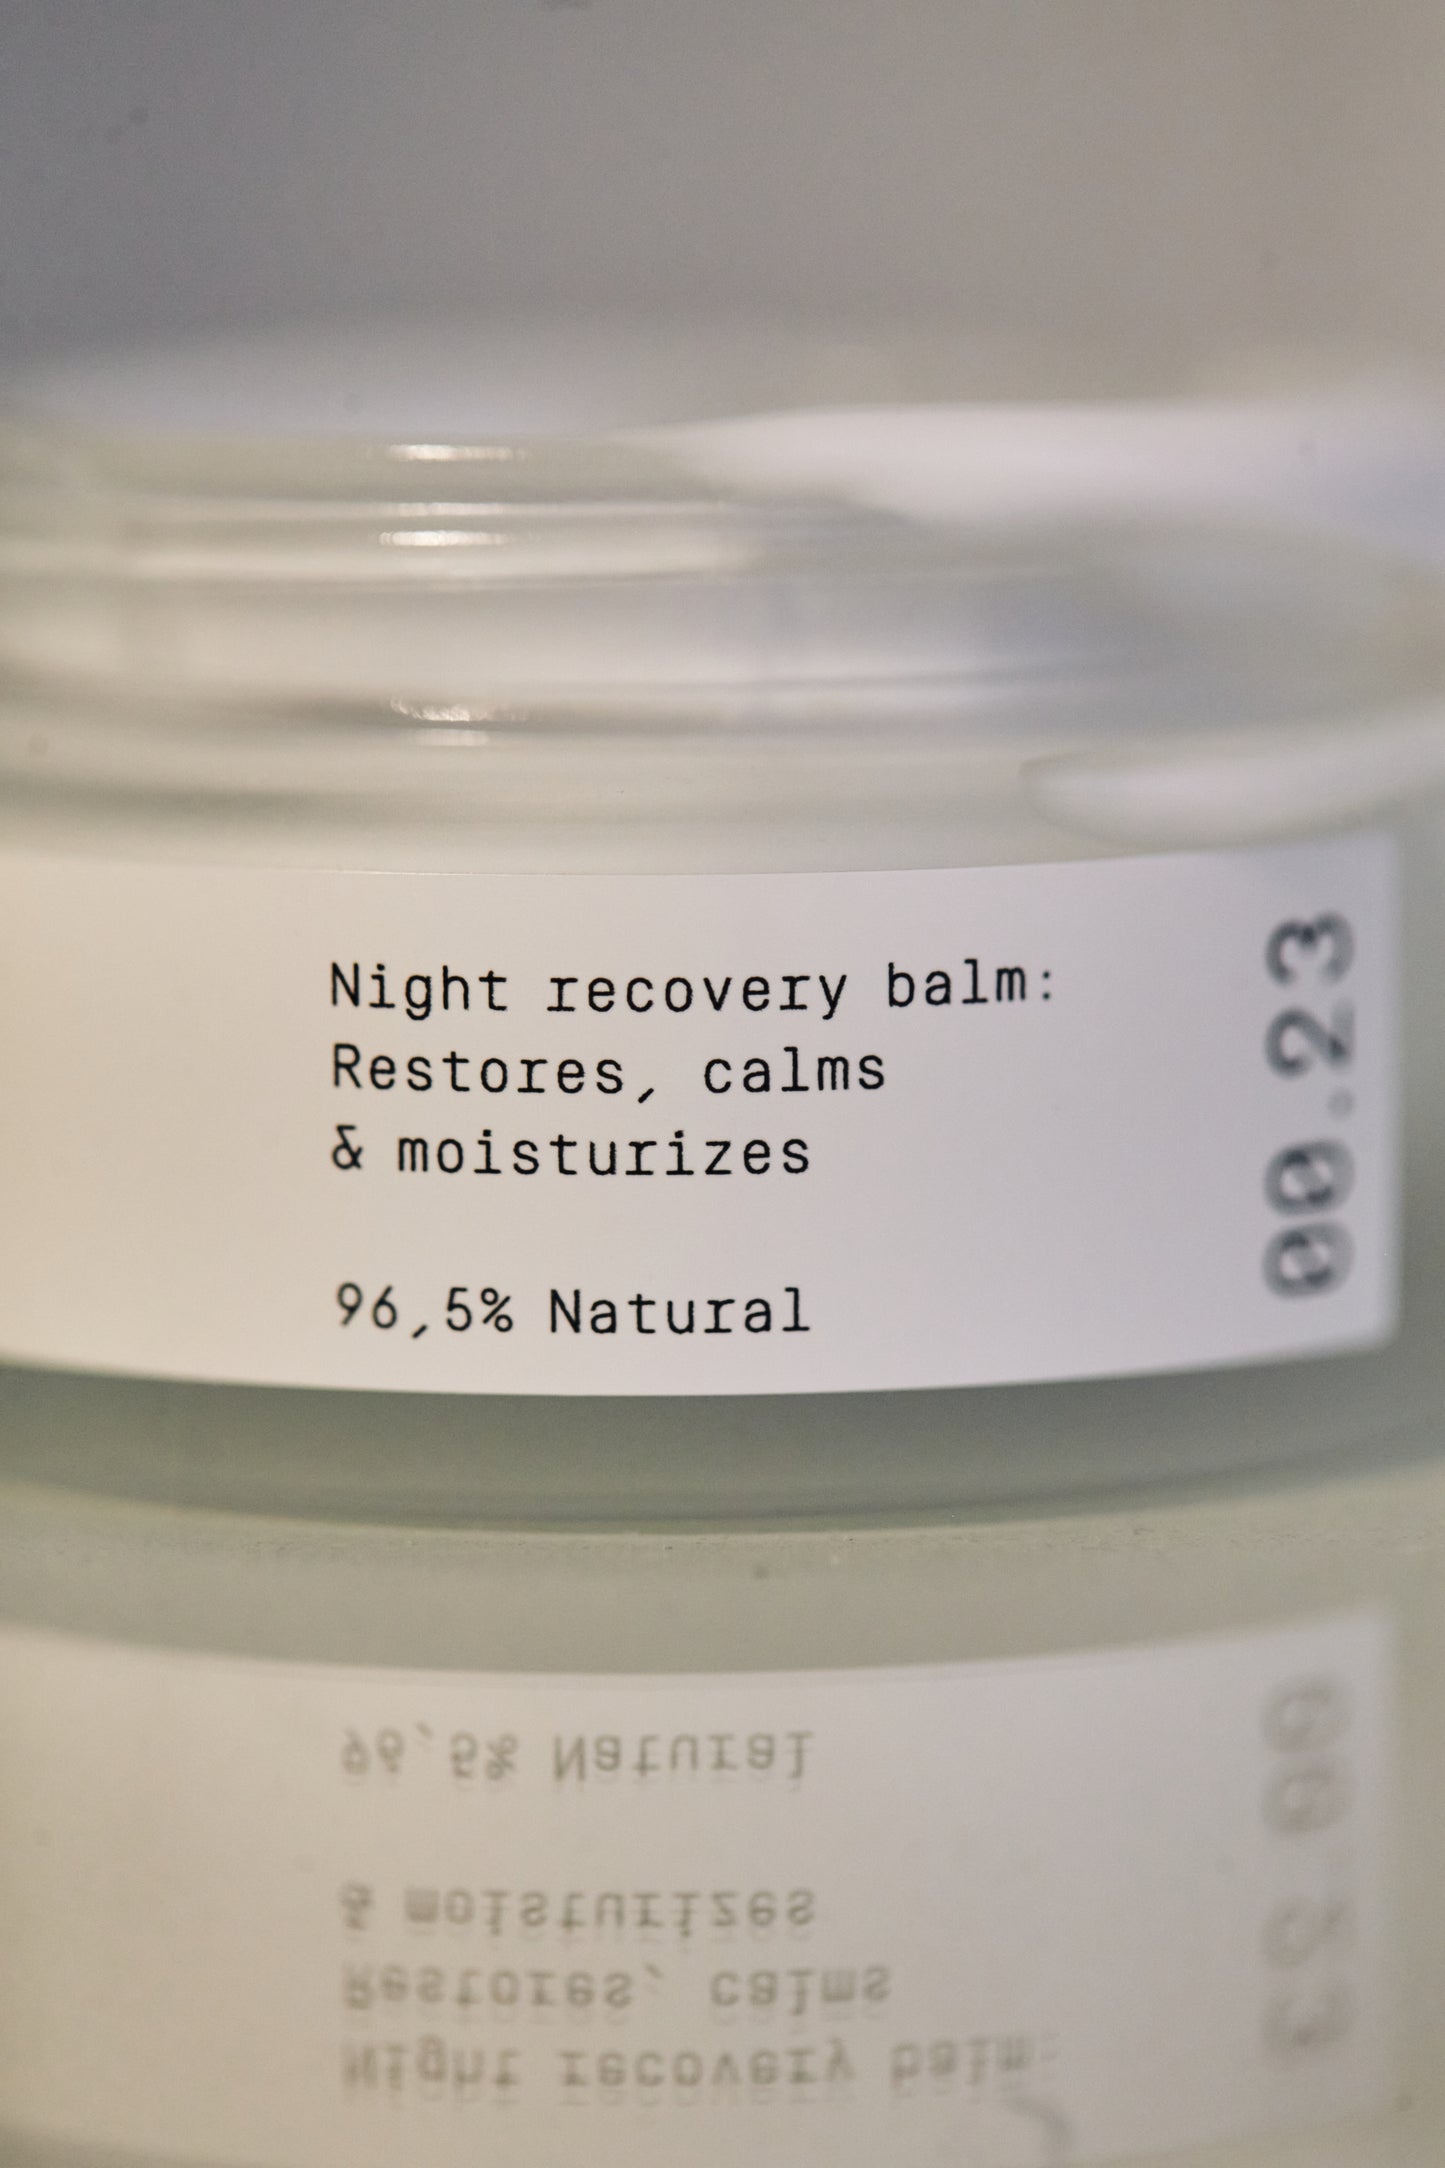 Night recovery balm:
Restores, calms
& moisturizes
96,5% Natural
00.23